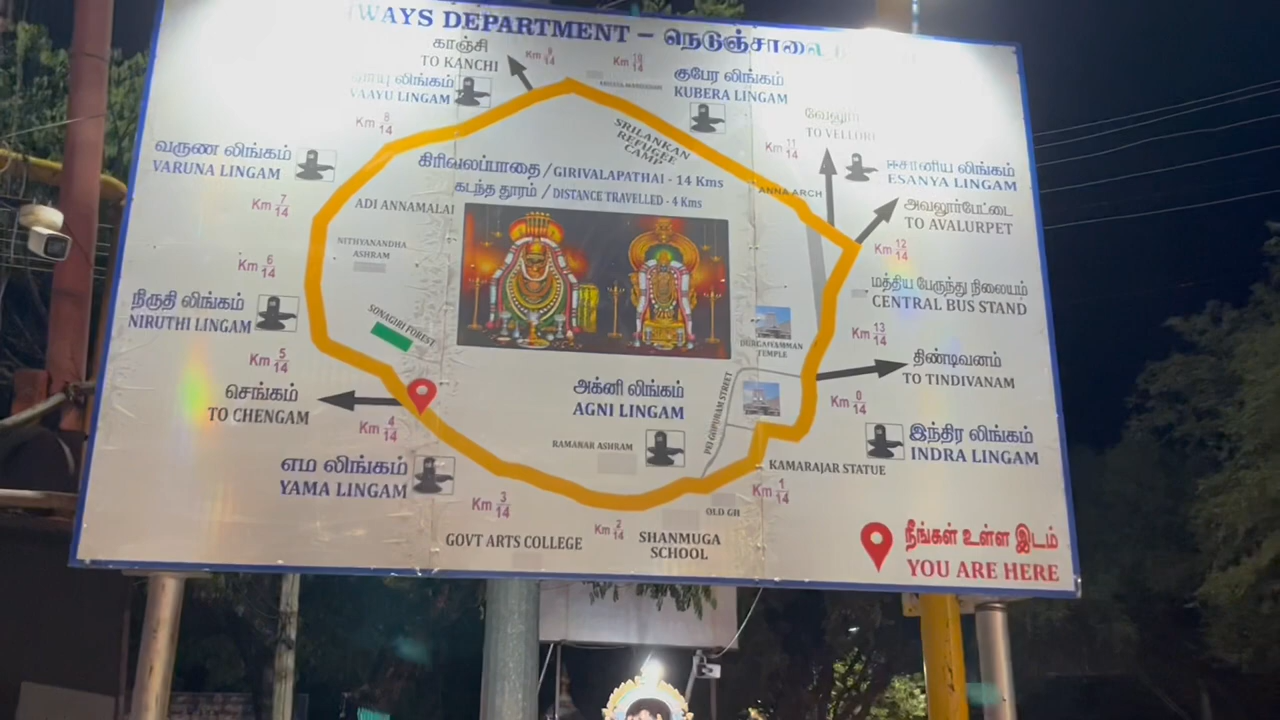 WAYS DEPARTMENT – நெடுஞ்சாலை
காஞ்சி
TO KANCHI
Km 9/14
Km 10/14
குபேர லிங்கம்
KUBERA LINGAM
வாயு லிங்கம்
VAAYU LINGAM
Km 8/14
SRILANKAN
REFUGEE
CAMP
வேலூர்
TO VELLORE
Km 11/14
வருண லிங்கம்
VARUNA LINGAM
கிரிவலப்பாதை / GIRIVALAPATHAI - 14 Kms
கடந்த தூரம் / DISTANCE TRAVELLED - 4 Kms
ANNA ARCH
ஈசானிய லிங்கம்
ESANYA LINGAM
Km 7/14
ADI ANNAMALAI
அவலூர்பேட்டை
TO AVALURPET
NITHYANANDHA
ASHRAM
Km 12/14
Km 6/14
மத்திய பேருந்து நிலையம்
CENTRAL BUS STAND
நிருதி லிங்கம்
NIRUTHI LINGAM
SONAGIRI FOREST
DURGAIYAMMAN
TEMPLE
Km 13/14
Km 5/14
திண்டிவனம்
TO TINDIVANAM
செங்கம்
TO CHENGAM
அக்னி லிங்கம்
AGNI LINGAM
PEI GOPURAM STREET
Km 0/14
Km 4/14
RAMANAR ASHRAM
இந்திர லிங்கம்
INDRA LINGAM
எம லிங்கம்
YAMA LINGAM
KAMARAJAR STATUE
Km 1/14
Km 3/14
OLD GH
Km 2/14
GOVT ARTS COLLEGE
SHANMUGA
SCHOOL
நீங்கள் உள்ள இடம்
YOU ARE HERE